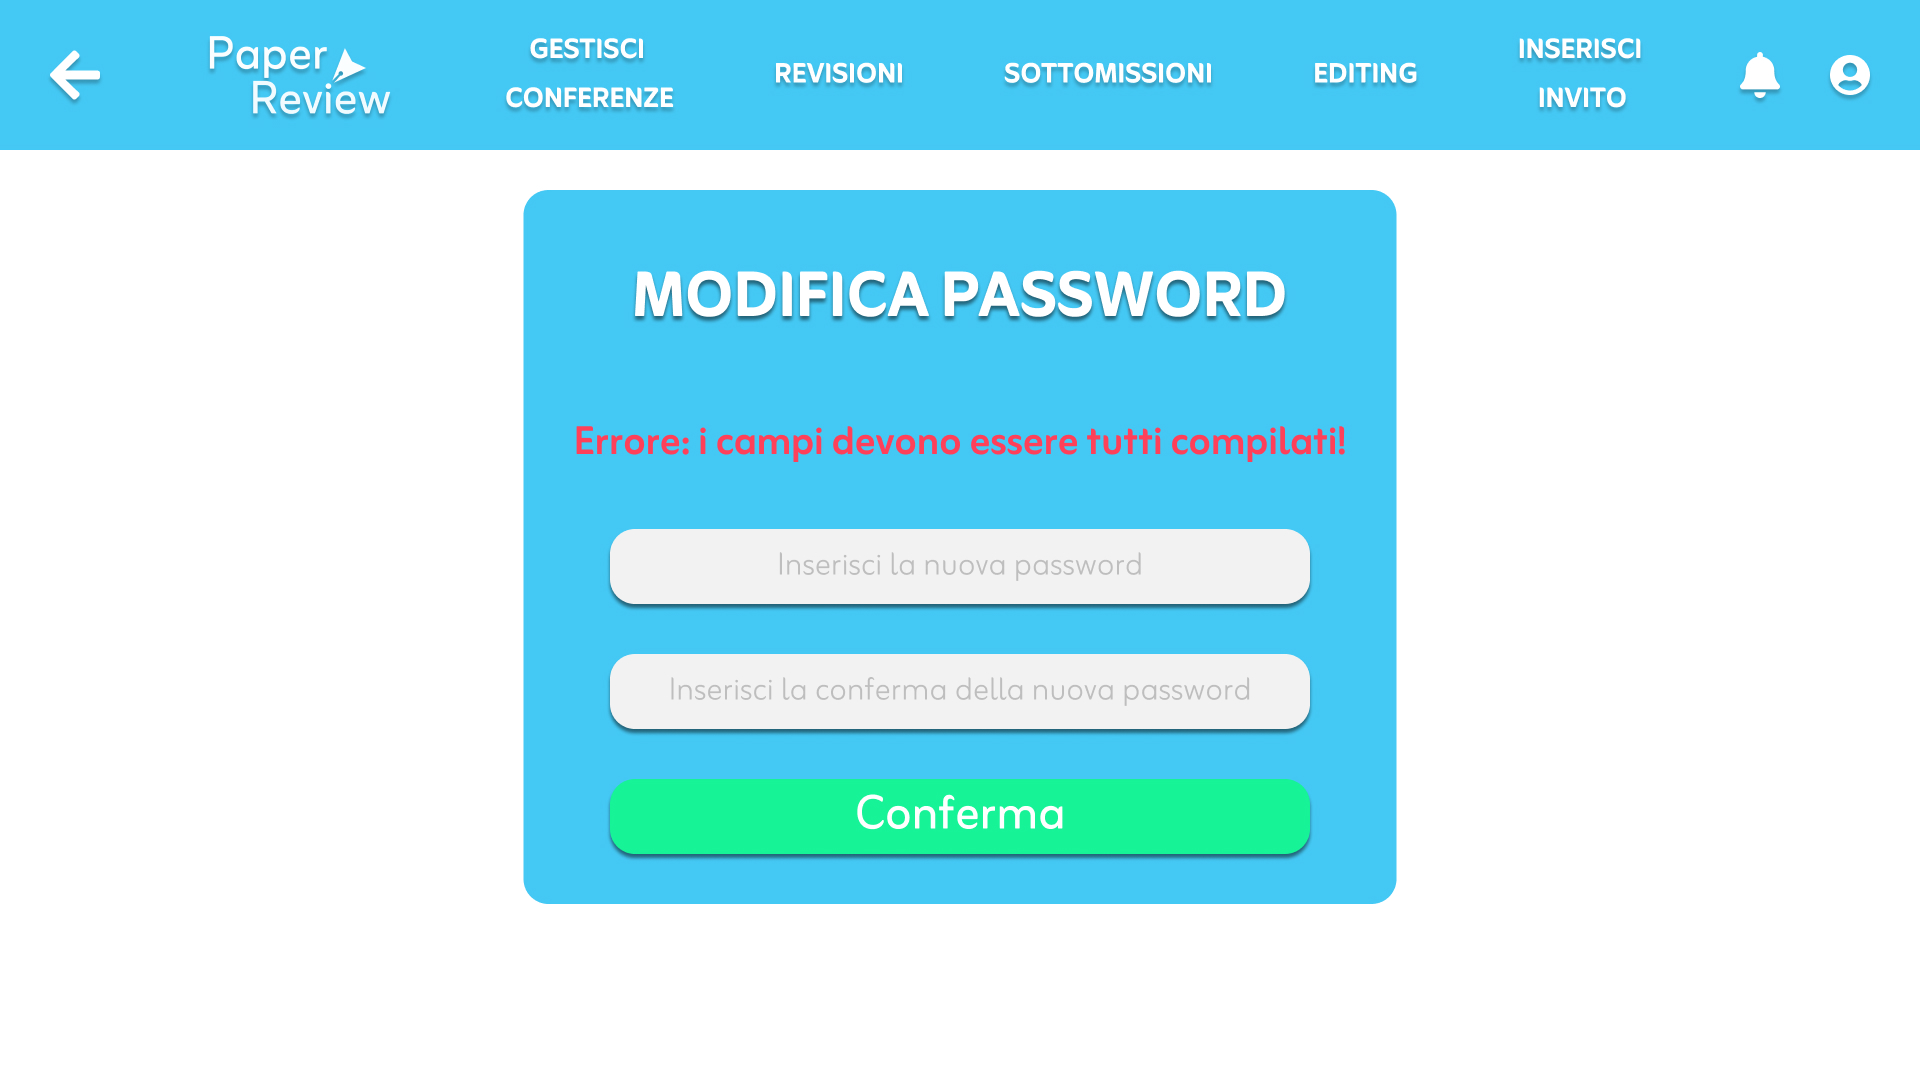 Paper
Review
GESTISCI
CONFERENZE
REVISIONI
SOTTOMISSIONI
EDITING
INSERISCI
INVITO
MODIFICA PASSWORD
Errore: i campi devono essere tutti compilati!
Inserisci la nuova password
Inserisci la conferma della nuova password
Conferma